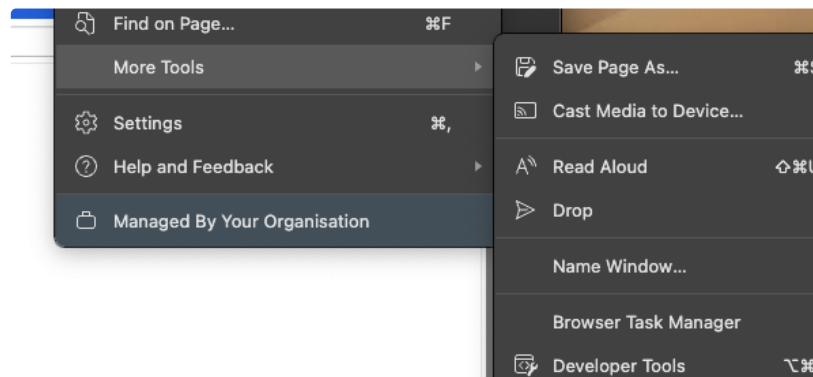 Find on Page... ⌘F
More Tools
Settings ⌘,
Help and Feedback
Managed By Your Organisation
Save Page As...
Cast Media to Device...
Read Aloud
Drop
Name Window...
Browser Task Manager
Developer Tools